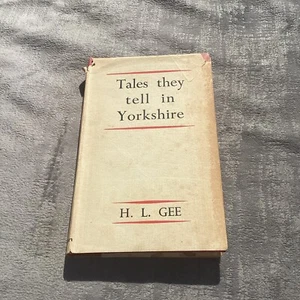 Tales they
tell in
Yorkshire
H. L. GEE